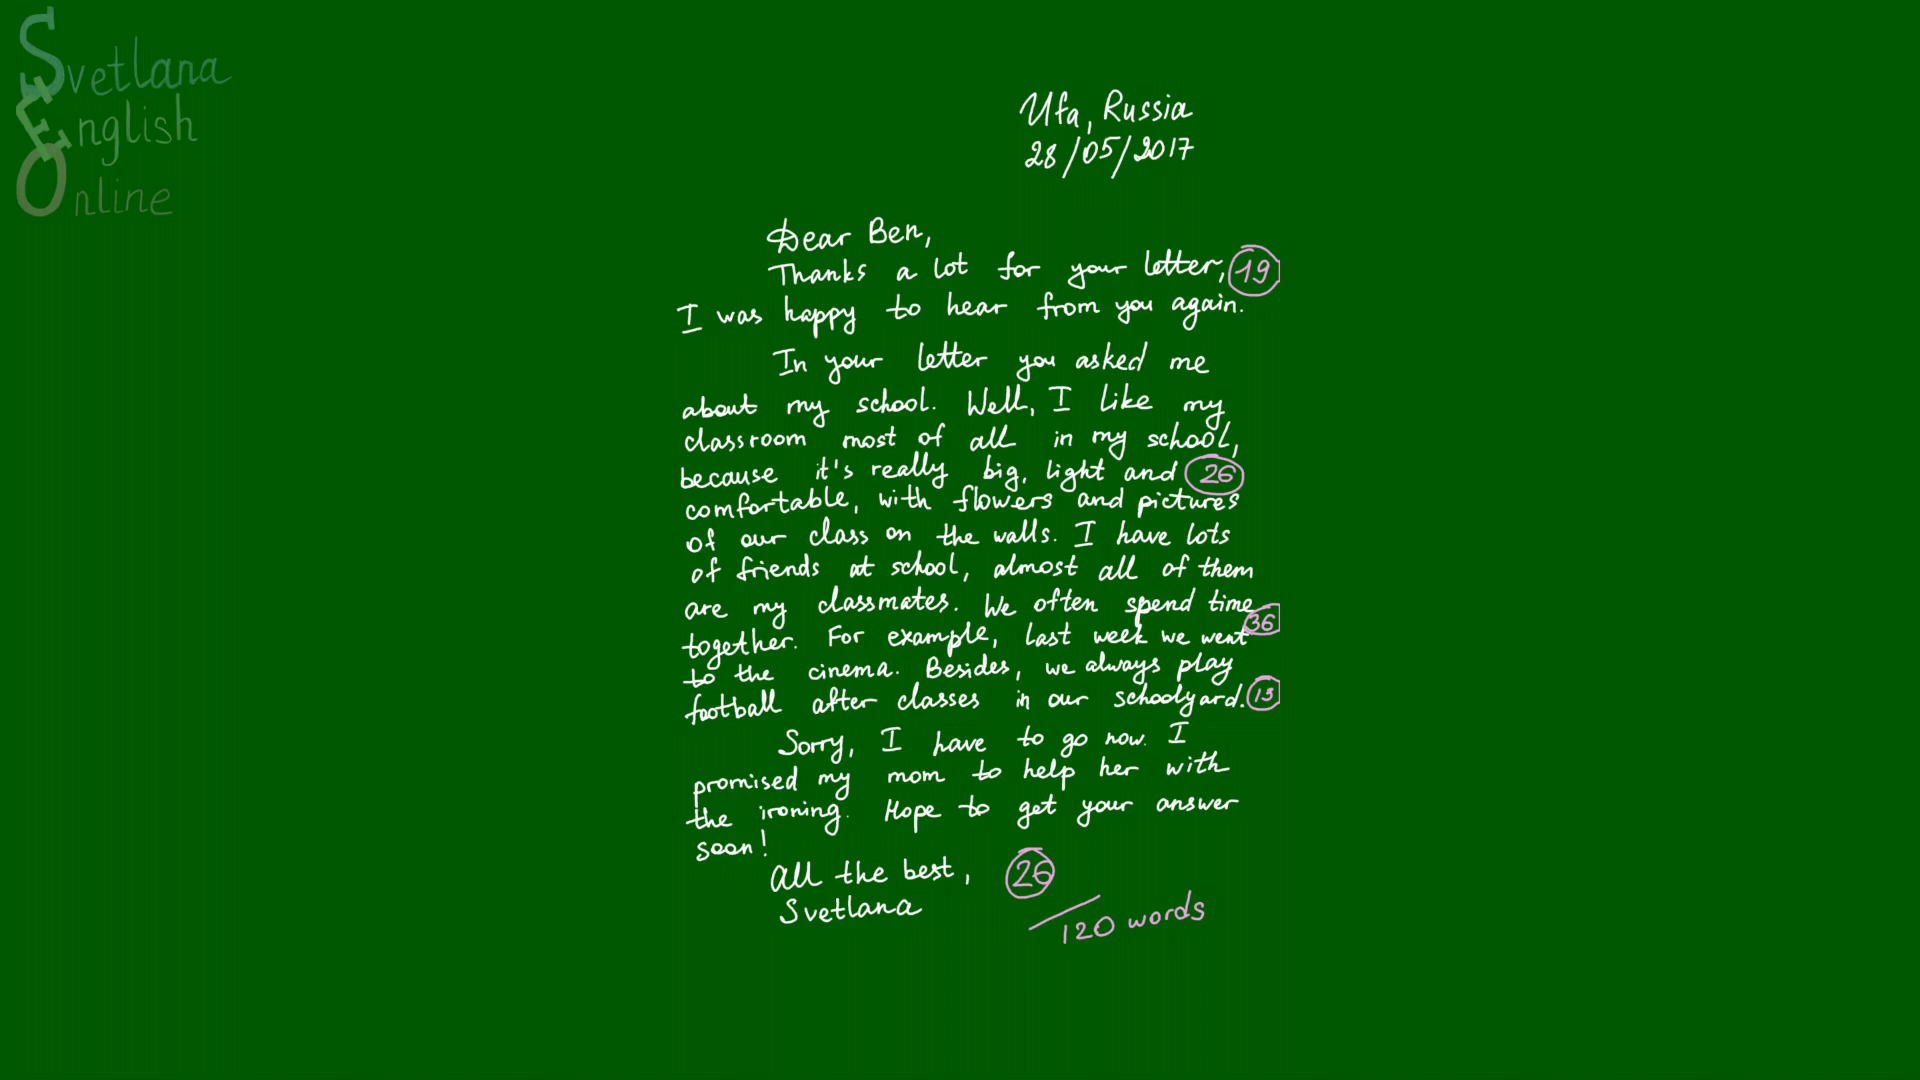 Svetlana
English
Online
Ufa, Russia
28/05/2017
Dear Ben,
Thanks a lot for your letter, 19
I was happy to hear from you again.
In your letter you asked me
about my school. Well, I like my
classroom most of all in my school,
because it's really big, light and 26
comfortable, with flowers and pictures
of our class on the walls. I have lots
of friends at school, almost all of them
are my classmates. We often spend time
together. For example, last week we went 36
to the cinema. Besides, we always play
football after classes in our schoolyard. 13
Sorry, I have to go now. I
promised my mom to help her with
the ironing. Hope to get your answer
soon!
All the best, 26
Svetlana
120 words